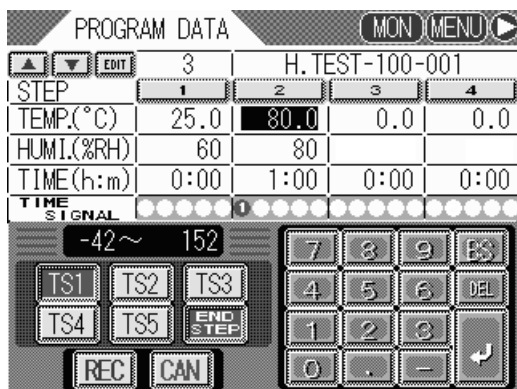 PROGRAM DATA MON MENU
EDIT 3 H.TEST-100-001
STEP 1 2 3 4
TEMP.(°C) 25.0 80.0 0.0 0.0
HUMI.(%RH) 60 80
TIME(h:m) 0:00 1:00 0:00 0:00
TIME SIGNAL 1
-42~ 152
7 8 9 BS
TS1 TS2 TS3
4 5 6 DEL
TS4 TS5 END STEP
1 2 3
REC CAN
0 . -